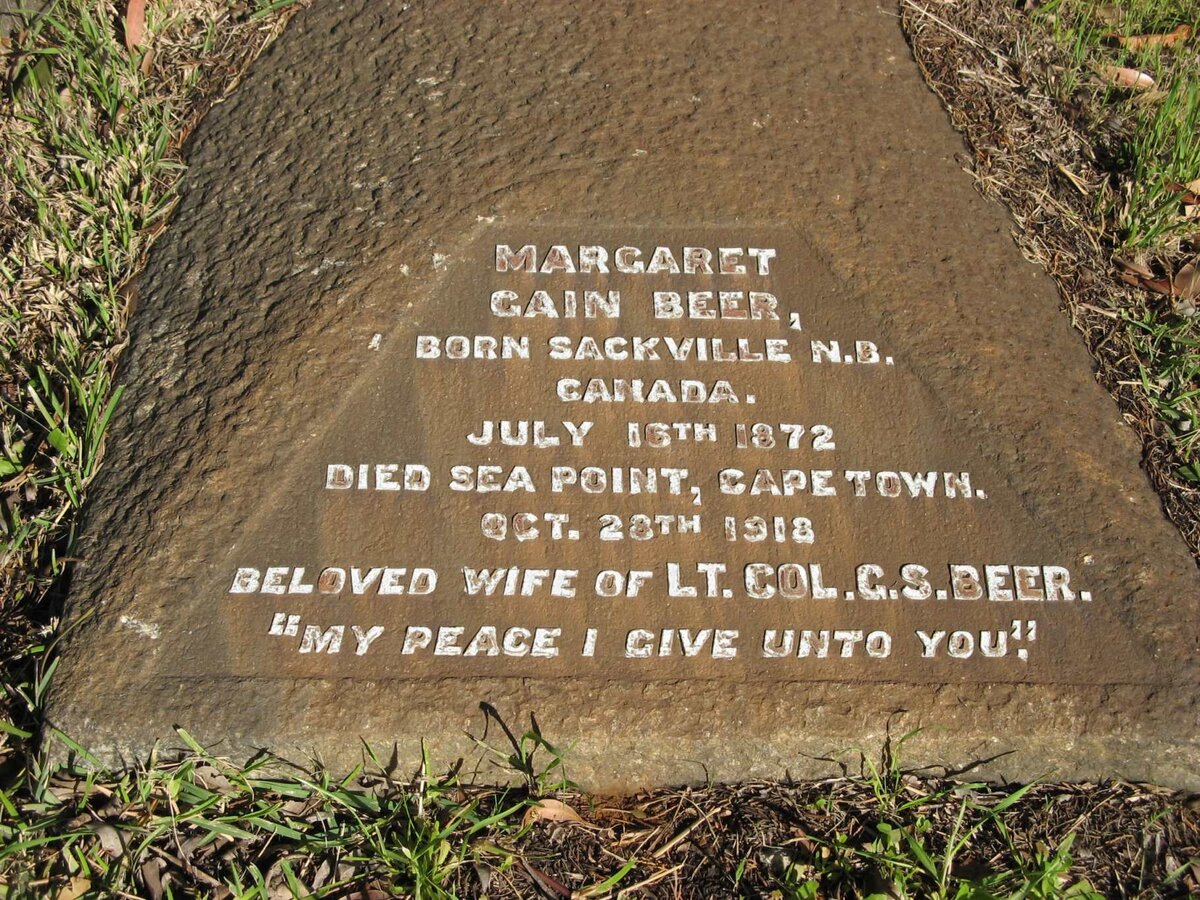 MARGARET
CAIN BEER,
BORN SACKVILLE N.B.
CANADA.
JULY 16TH 1872
DIED SEA POINT, CAPE TOWN.
OCT. 28TH 1918
BELOVED WIFE OF LT. COL. C.S. BEER.
"MY PEACE I GIVE UNTO YOU".